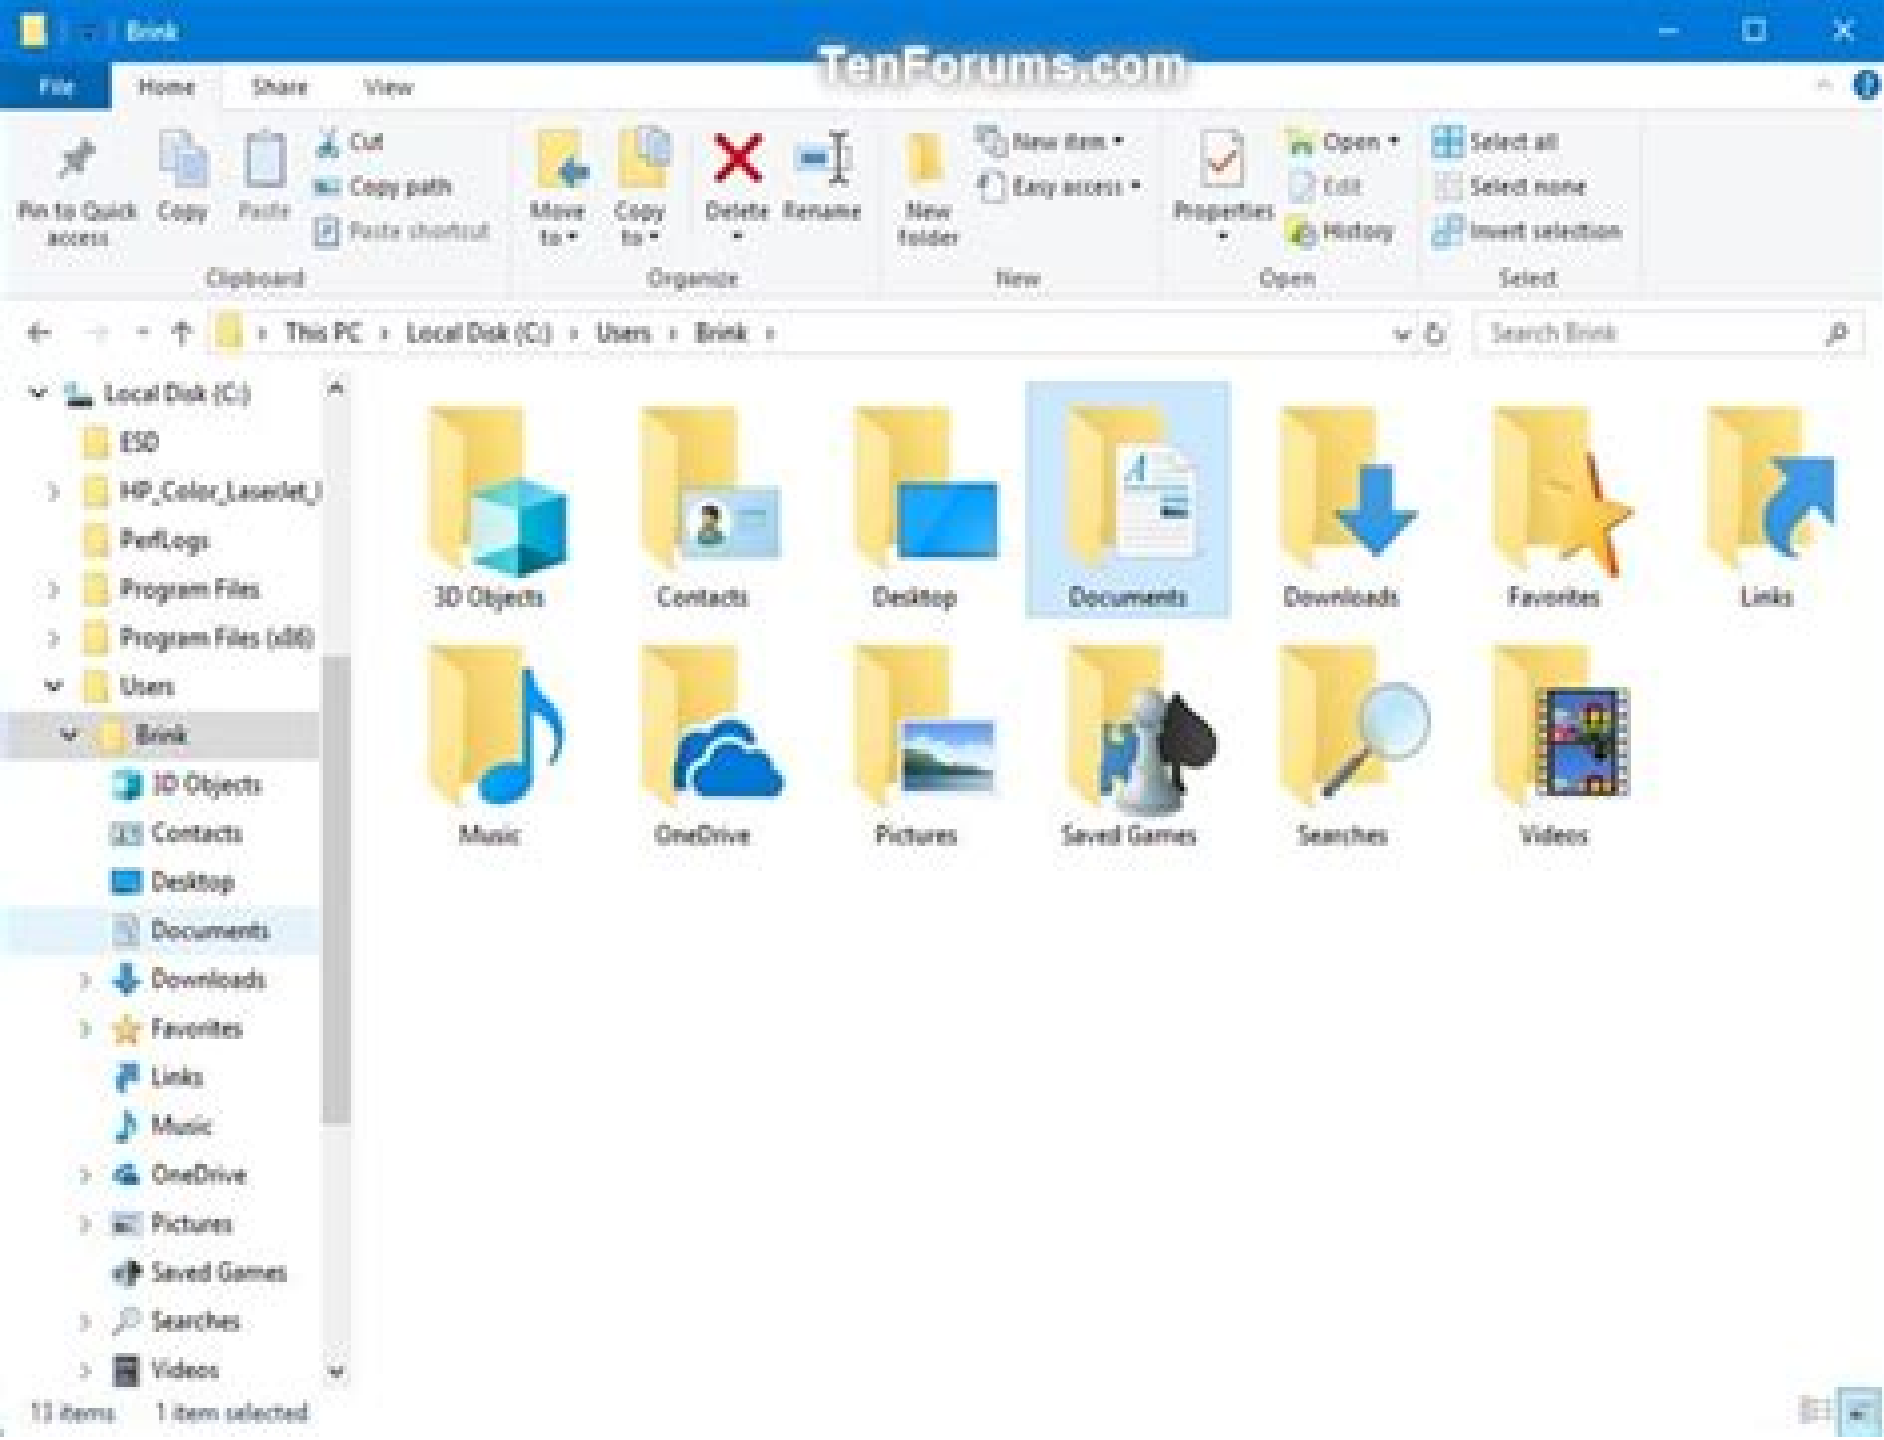 Brink
TenForums.com
File Home Share View
Pin to Quick access
Copy
Paste
Cut
Copy path
Paste shortcut
Clipboard
Move to
Copy to
Delete
Rename
Organize
New folder
New item
Easy access
New
Properties
Open
Edit
History
Open
Select all
Select none
Invert selection
Select
This PC Local Disk (C:) Users Brink
Search Brink
Local Disk (C:)
ESD
HP_Color_LaserJet_
PerfLogs
Program Files
Program Files (x86)
Users
Brink
3D Objects
Contacts
Desktop
Documents
Downloads
Favorites
Links
Music
OneDrive
Pictures
Saved Games
Searches
Videos
3D Objects Contacts Desktop Documents Downloads Favorites Links
Music OneDrive Pictures Saved Games Searches Videos
13 items 1 item selected